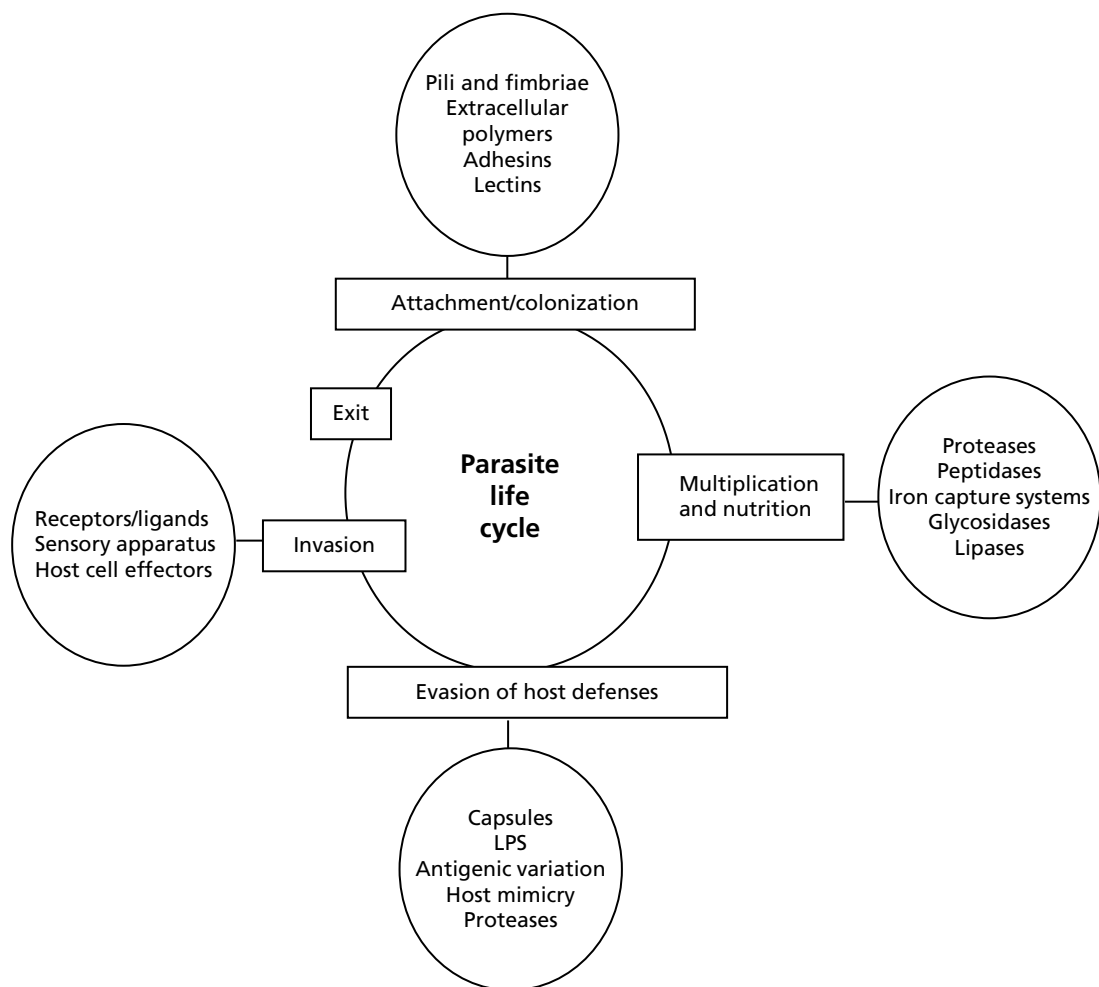 Pili and fimbriae
Extracellular
polymers
Adhesins
Lectins
Attachment/colonization
Exit
Parasite
life
cycle
Multiplication
and nutrition
Proteases
Peptidases
Iron capture systems
Glycosidases
Lipases
Receptors/ligands
Sensory apparatus
Host cell effectors
Invasion
Evasion of host defenses
Capsules
LPS
Antigenic variation
Host mimicry
Proteases